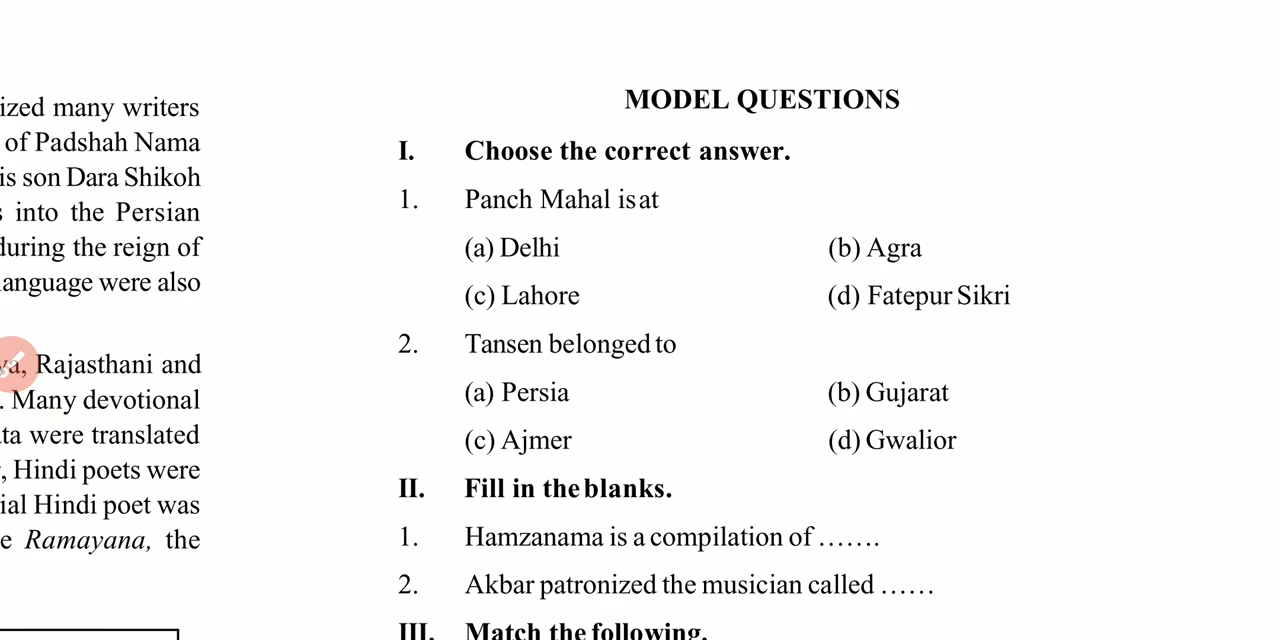 ized many writers
of Padshah Nama
is son Dara Shikoh
into the Persian
during the reign of
language were also
Rajasthani and
. Many devotional
ta were translated
, Hindi poets were
ial Hindi poet was
e Ramayana, the
MODEL QUESTIONS
I. Choose the correct answer.
1. Panch Mahal is at
(a) Delhi (b) Agra
(c) Lahore (d) Fatepur Sikri
2. Tansen belonged to
(a) Persia (b) Gujarat
(c) Ajmer (d) Gwalior
II. Fill in the blanks.
1. Hamzanama is a compilation of …….
2. Akbar patronized the musician called ……
III. Match the following.